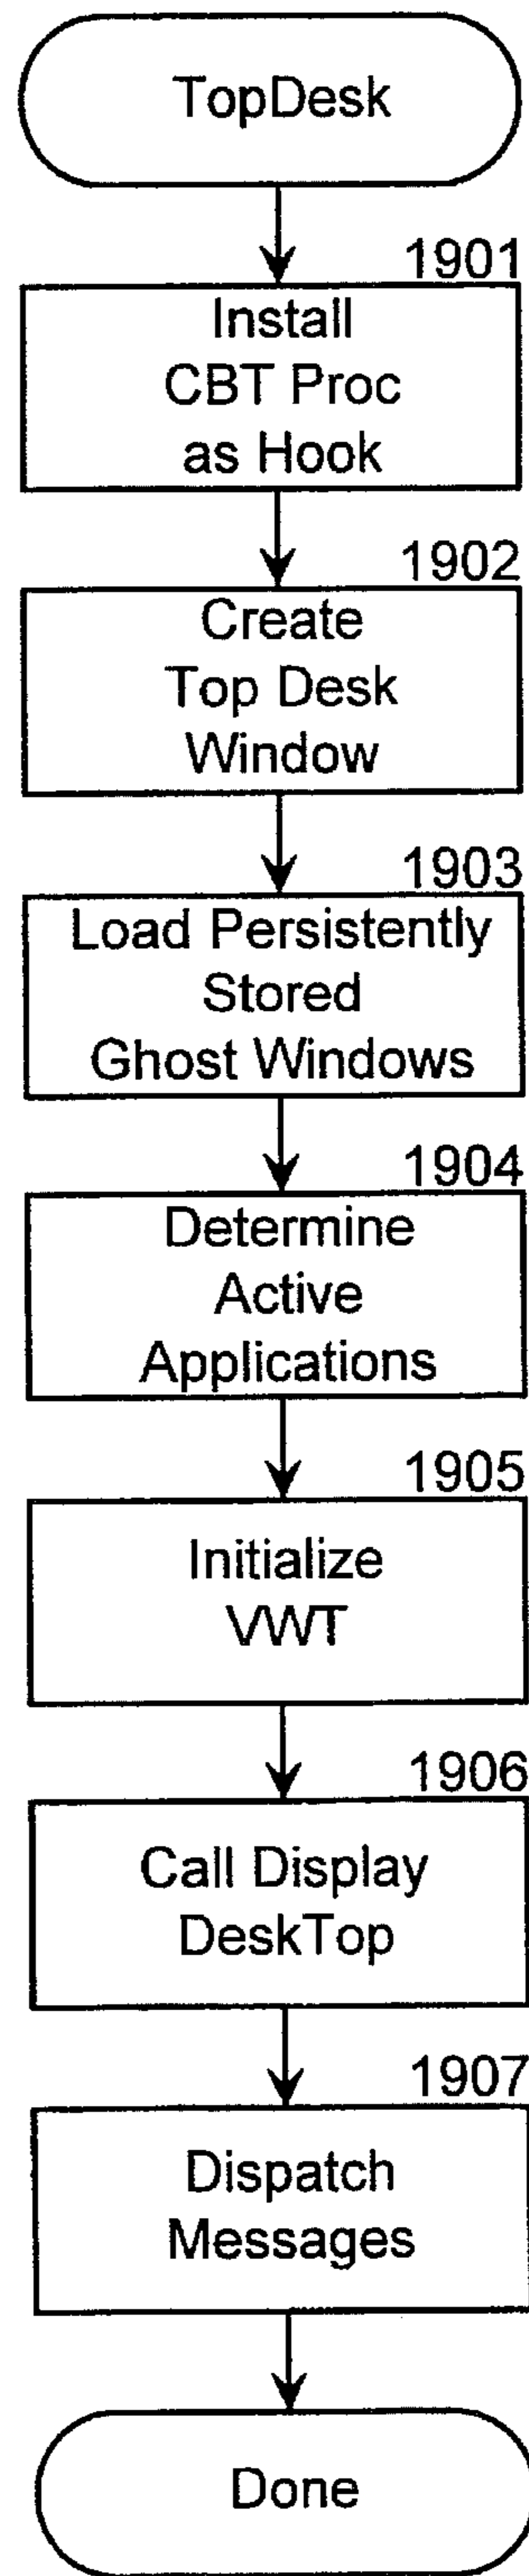 TopDesk
1901
Install
CBT Proc
as Hook
1902
Create
Top Desk
Window
1903
Load Persistently
Stored
Ghost Windows
1904
Determine
Active
Applications
1905
Initialize
VWT
1906
Call Display
DeskTop
1907
Dispatch
Messages
Done